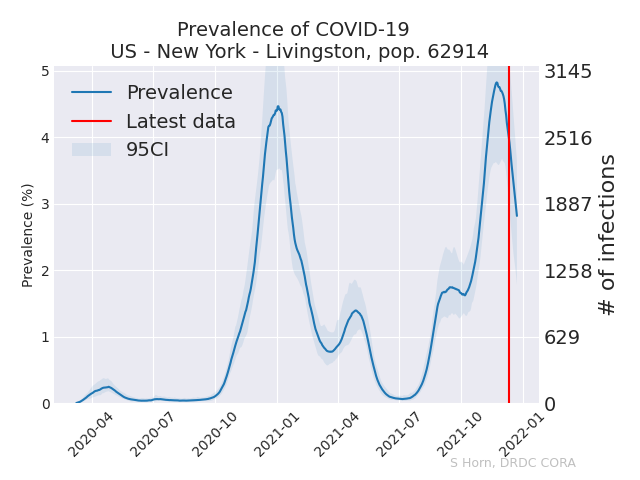 Prevalence of COVID-19
US - New York - Livingston, pop. 62914
Prevalence
Latest data
95CI
Prevalence (%)
5
4
3
2
1
0
3145
2516
1887
1258
629
0
# of infections
2020-04
2020-07
2020-10
2021-01
2021-04
2021-07
2021-10
2022-01
S Horn, DRDC CORA